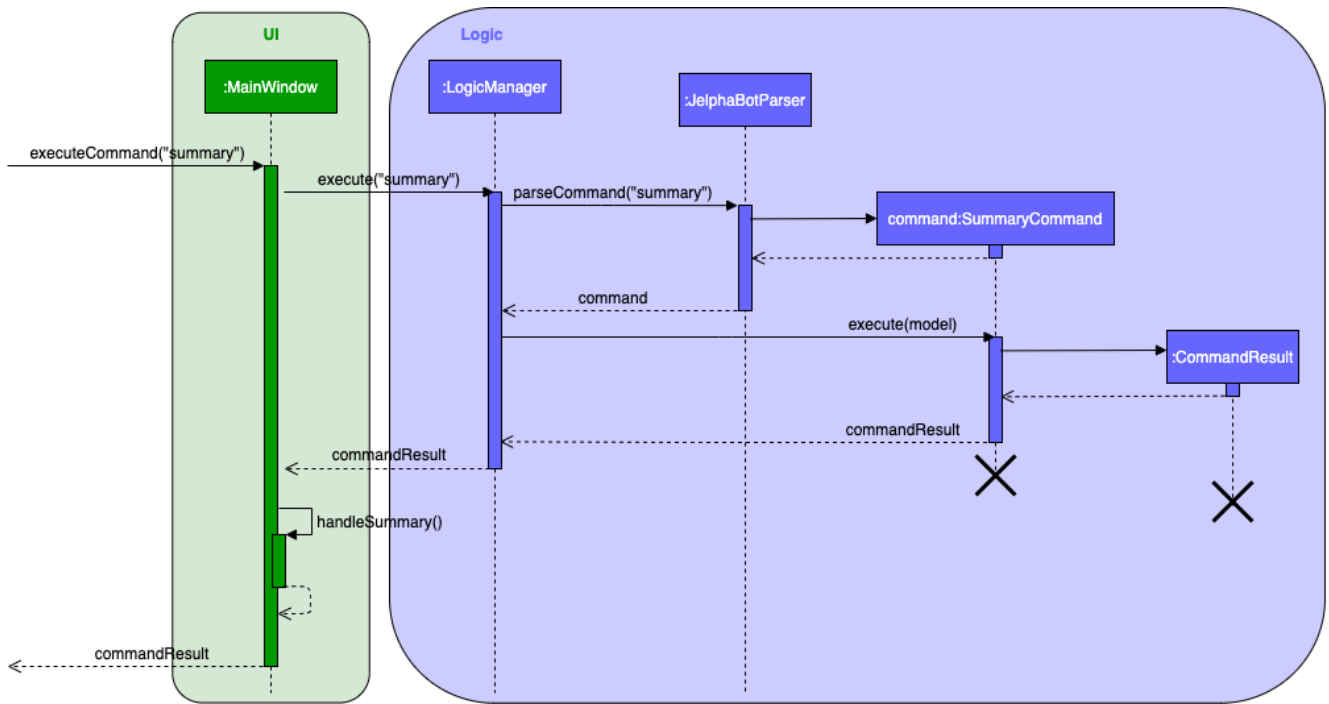 UI
Logic
:MainWindow
:LogicManager
:JelphaBotParser
executeCommand("summary")
execute("summary")
parseCommand("summary")
command:SummaryCommand
command
execute(model)
:CommandResult
commandResult
commandResult
handleSummary()
commandResult